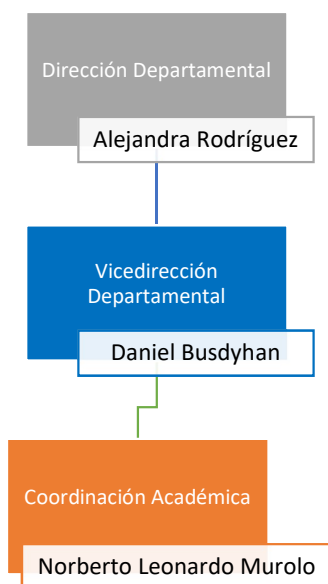 Dirección Departamental
Alejandra Rodríguez
Vicedirección
Departamental
Daniel Busdyhan
Coordinación Académica
Norberto Leonardo Murolo